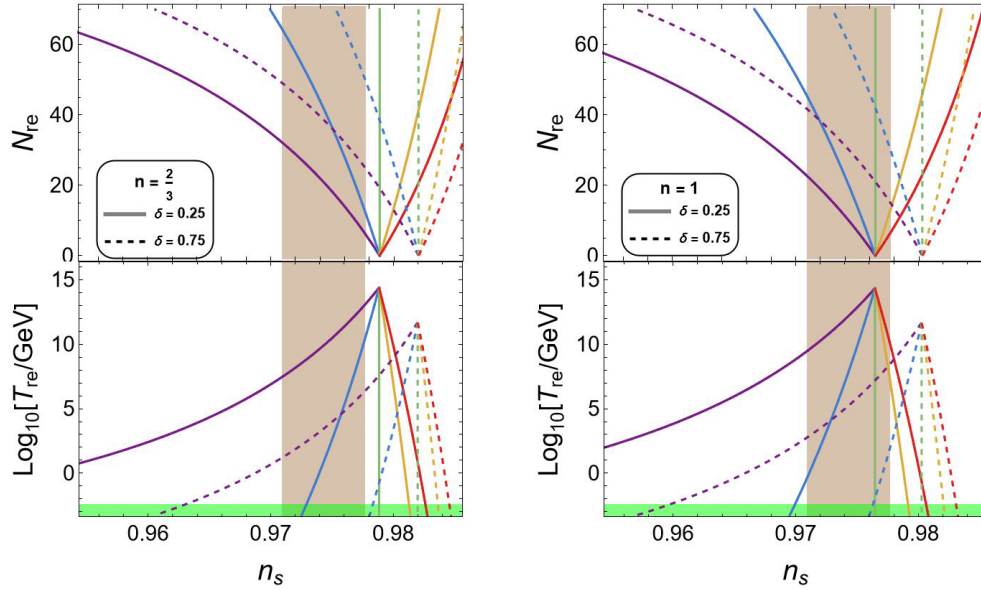 60
40
20
0
N_re
n = 2/3
δ = 0.25
δ = 0.75
15
10
5
0
Log₁₀[T_re/GeV]
0.96
0.97
0.98
n_s
60
40
20
0
N_re
n = 1
δ = 0.25
δ = 0.75
15
10
5
0
Log₁₀[T_re/GeV]
0.96
0.97
0.98
n_s